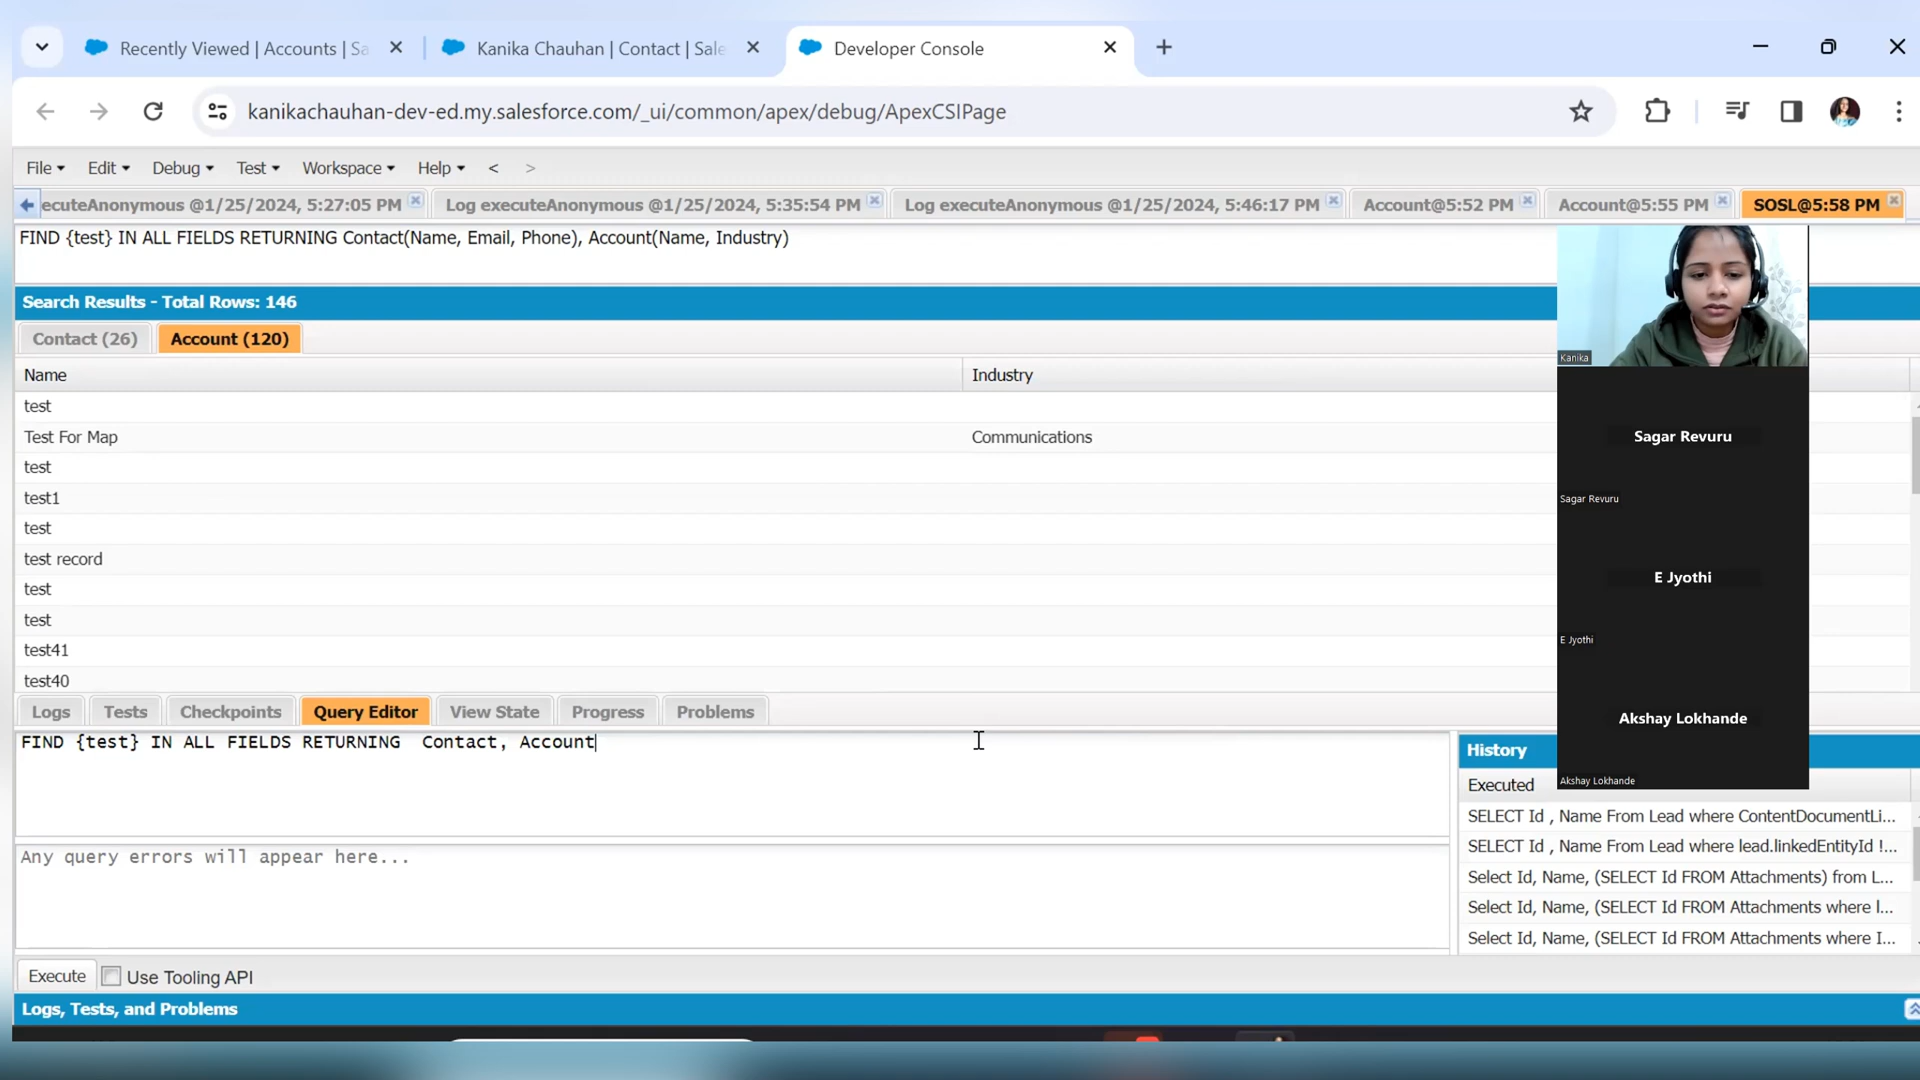 Recently Viewed | Accounts | Sa
Kanika Chauhan | Contact | Sale
Developer Console
kanikachauhan-dev-ed.my.salesforce.com/_ui/common/apex/debug/ApexCSIPage
File Edit Debug Test Workspace Help < >
ecuteAnonymous @1/25/2024, 5:27:05 PM
Log executeAnonymous @1/25/2024, 5:35:54 PM
Log executeAnonymous @1/25/2024, 5:46:17 PM
Account@5:52 PM
Account@5:55 PM
SOSL@5:58 PM
FIND {test} IN ALL FIELDS RETURNING Contact(Name, Email, Phone), Account(Name, Industry)
Search Results - Total Rows: 146
Contact (26) Account (120)
Name Industry
test
Test For Map Communications
test
test1
test
test record
test
test
test41
test40
Kanika
Sagar Revuru
Sagar Revuru
E Jyothi
E Jyothi
Akshay Lokhande
Akshay Lokhande
Logs Tests Checkpoints Query Editor View State Progress Problems
FIND {test} IN ALL FIELDS RETURNING  Contact, Account
Any query errors will appear here...
History
Executed
SELECT Id , Name From Lead where ContentDocumentLi...
SELECT Id , Name From Lead where lead.linkedEntityId !...
Select Id, Name, (SELECT Id FROM Attachments) from L...
Select Id, Name, (SELECT Id FROM Attachments where l...
Select Id, Name, (SELECT Id FROM Attachments where I...
Execute Use Tooling API
Logs, Tests, and Problems